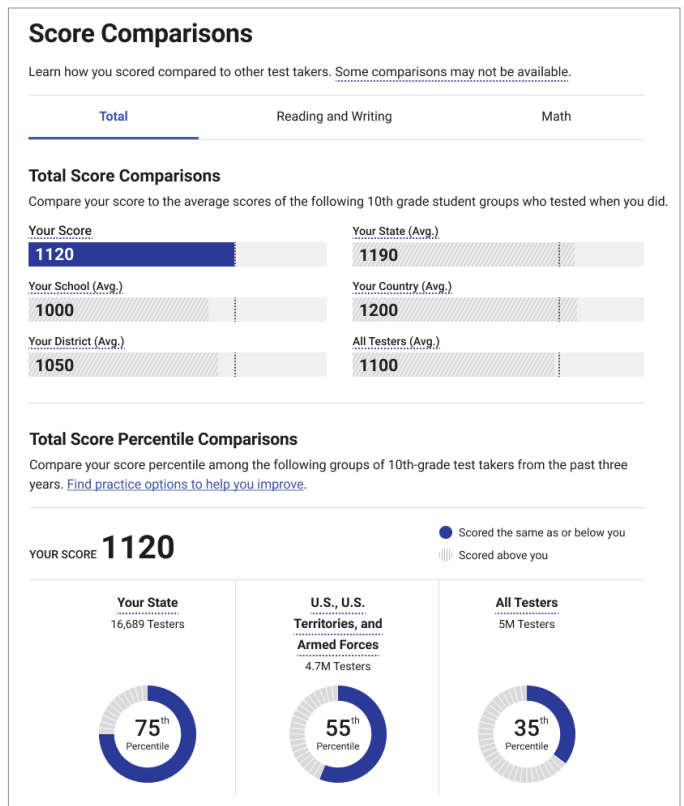 Score Comparisons
Learn how you scored compared to other test takers. Some comparisons may not be available.
Total
Reading and Writing
Math
Total Score Comparisons
Compare your score to the average scores of the following 10th grade student groups who tested when you did.
Your Score
1120
Your State (Avg.)
1190
Your School (Avg.)
1000
Your Country (Avg.)
1200
Your District (Avg.)
1050
All Testers (Avg.)
1100
Total Score Percentile Comparisons
Compare your score percentile among the following groups of 10th-grade test takers from the past three
years. Find practice options to help you improve.
YOUR SCORE 1120
Scored the same as or below you
Scored above you
Your State
16,689 Testers
75th
Percentile
U.S., U.S.
Territories, and
Armed Forces
4.7M Testers
55th
Percentile
All Testers
5M Testers
35th
Percentile